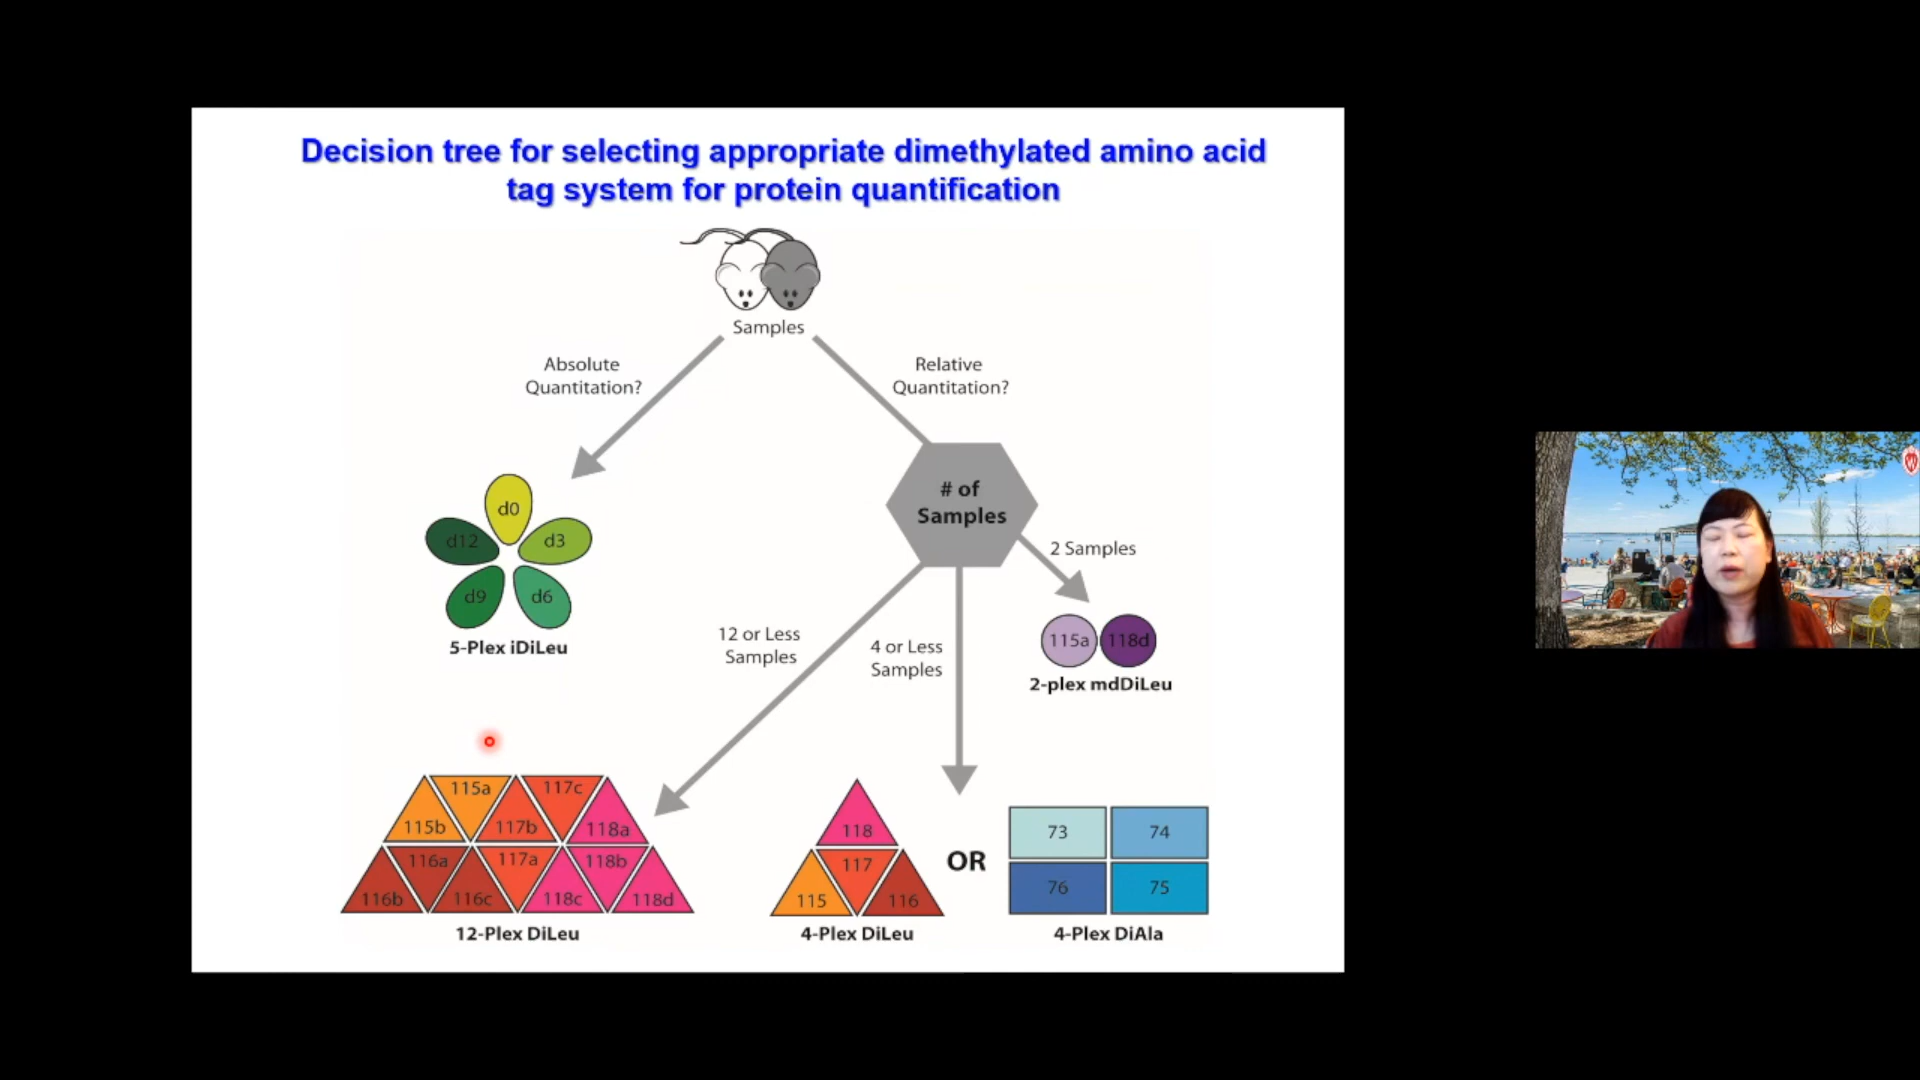 Decision tree for selecting appropriate dimethylated amino acid
tag system for protein quantification
Samples
Absolute
Quantitation?
Relative
Quantitation?
# of
Samples
d0
d12
d3
d9
d6
5-Plex iDiLeu
2 Samples
115a
118d
2-plex mdDiLeu
12 or Less
Samples
4 or Less
Samples
115a
117c
115b
117b
118a
116a
117a
118b
116b
116c
118c
118d
12-Plex DiLeu
118
117
115
116
4-Plex DiLeu
OR
73
74
76
75
4-Plex DiAla
W